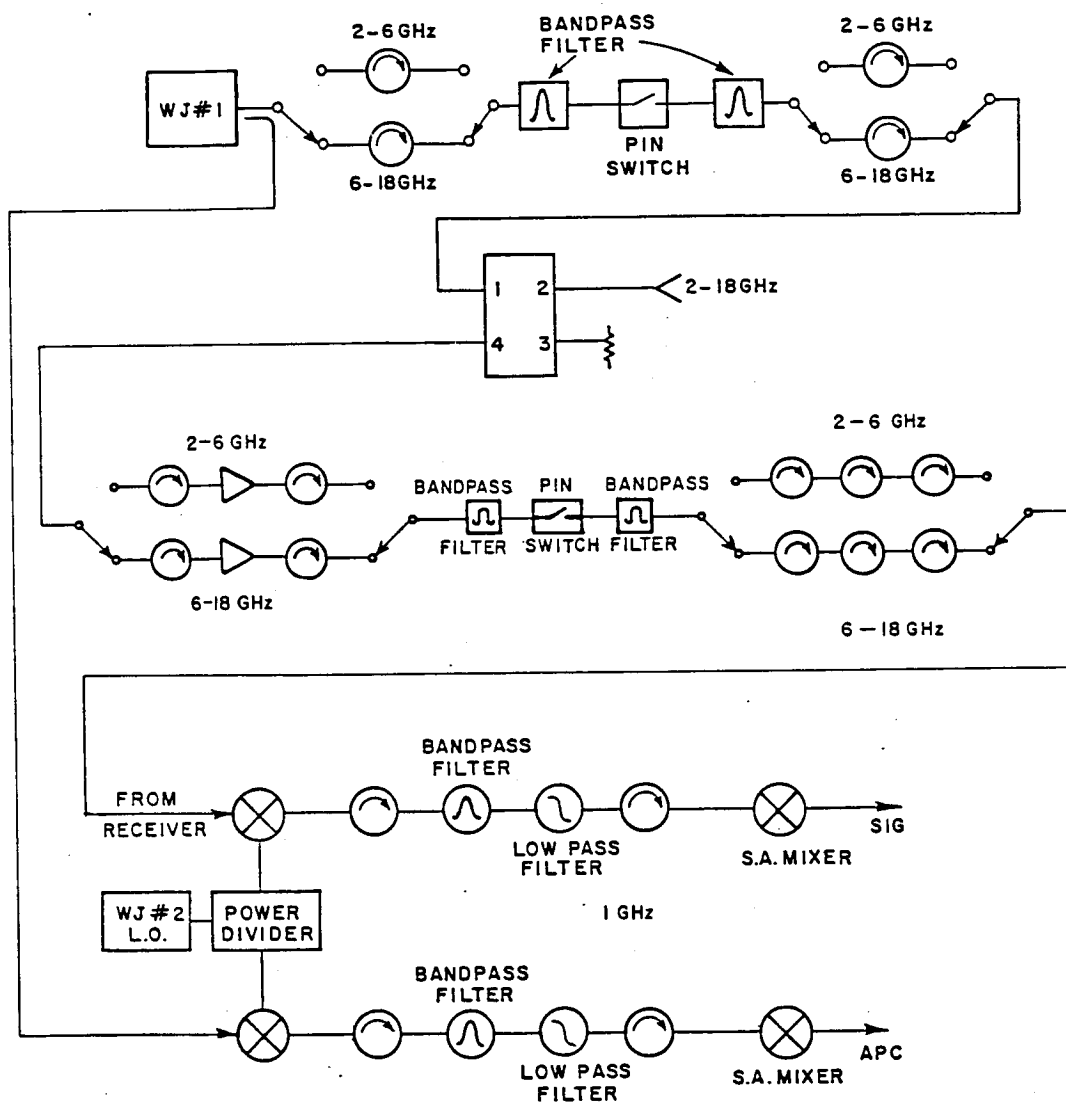 2-6 GHz
BANDPASS
FILTER
2-6 GHz
WJ#1
6-18GHz
PIN
SWITCH
6-18GHz
1 2
2-18GHz
4 3
2-6 GHz
2-6 GHz
BANDPASS PIN BANDPASS
FILTER SWITCH FILTER
6-18 GHz
6-18 GHz
BANDPASS
FILTER
FROM
RECEIVER
SIG
LOW PASS
FILTER
S.A. MIXER
WJ #2
L.O.
POWER
DIVIDER
1 GHz
BANDPASS
FILTER
APC
LOW PASS
FILTER
S.A. MIXER